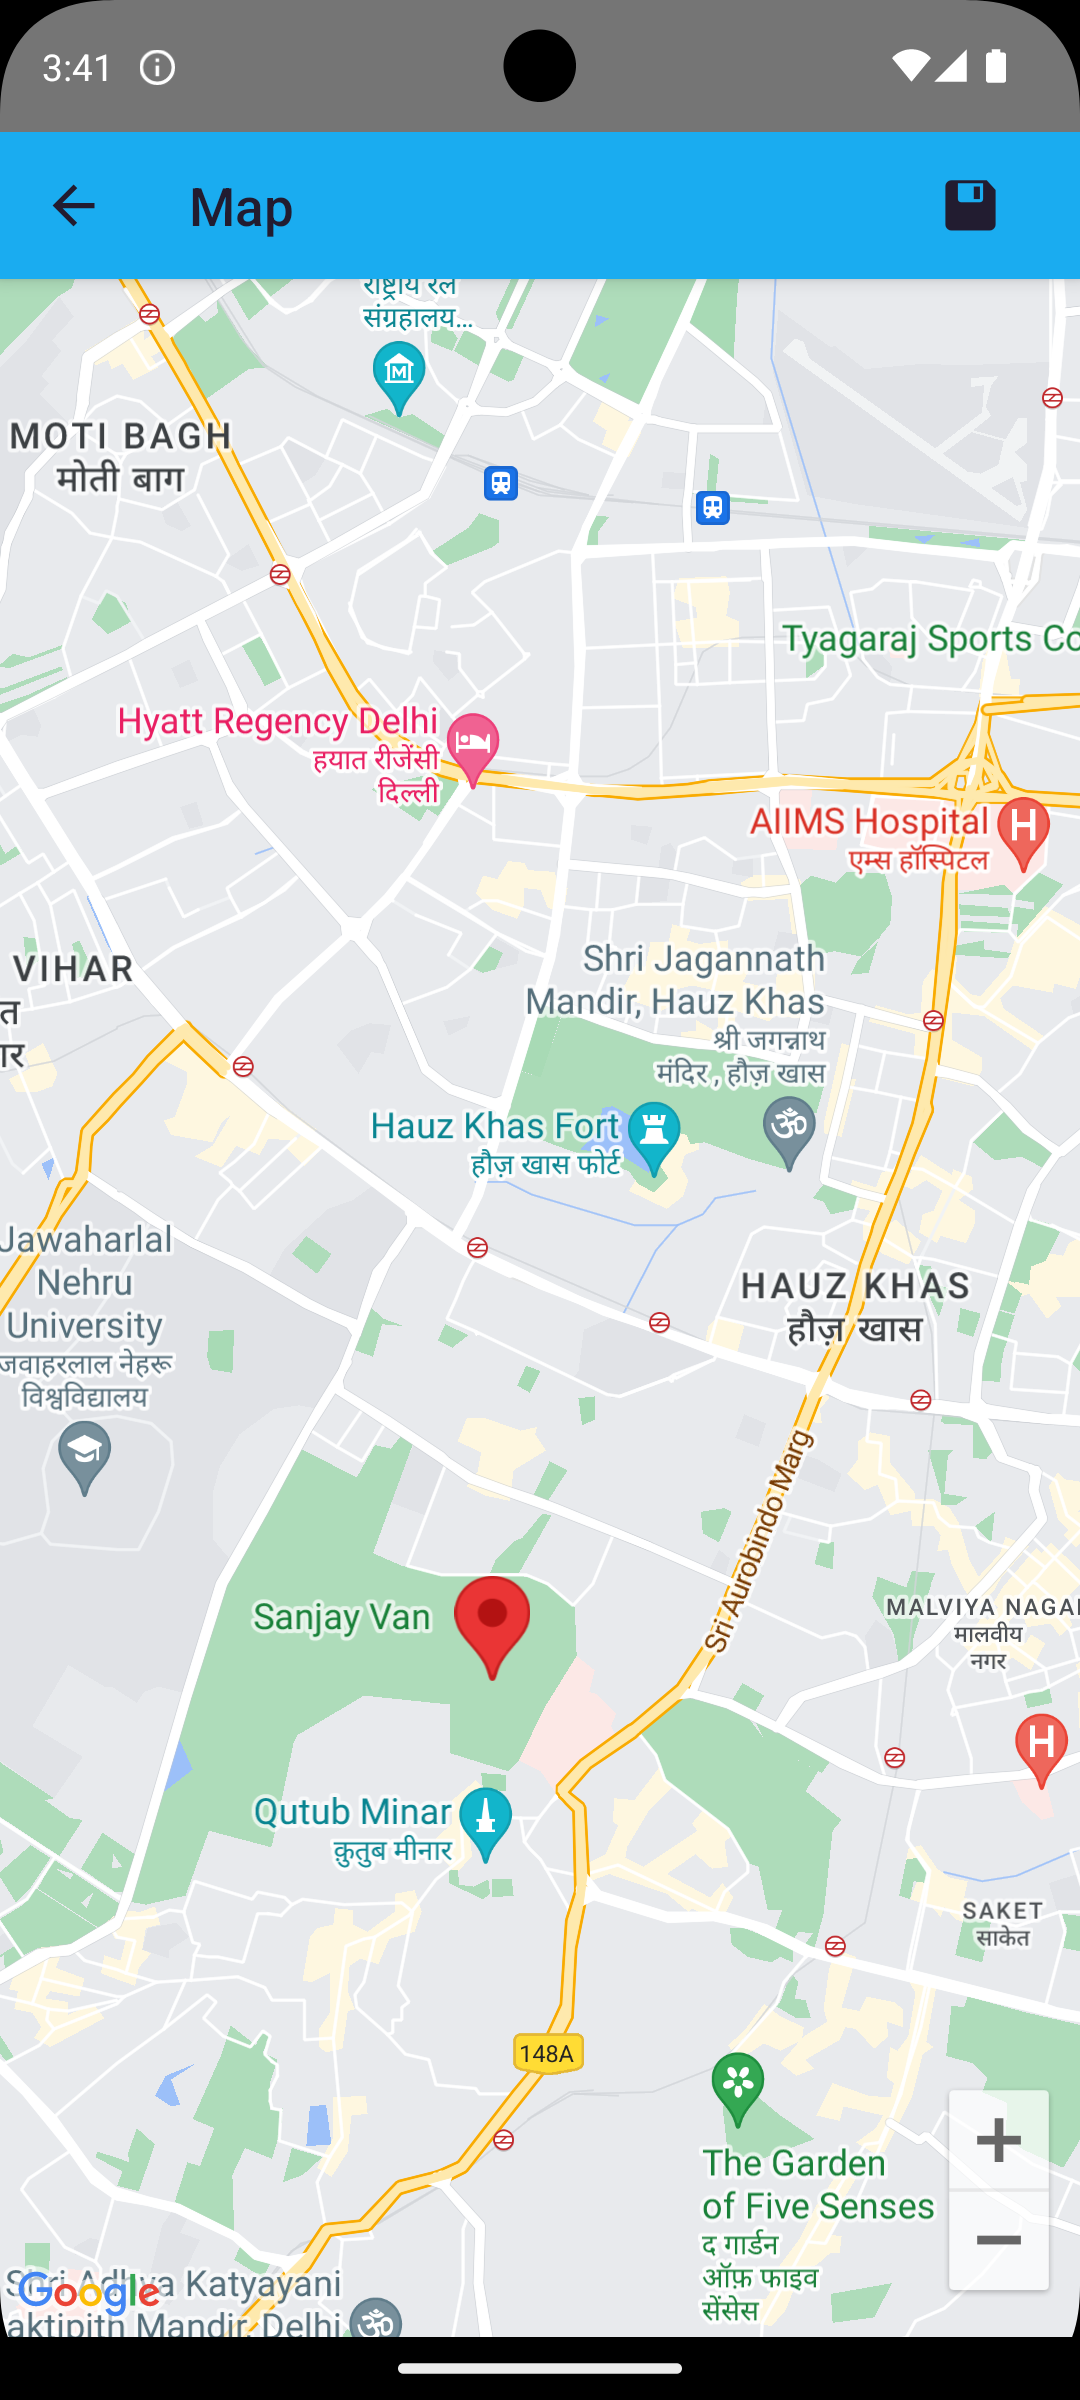 3:41
Map
राष्ट्रीय रेल
संग्रहालय...
MOTI BAGH
मोती बाग
Tyagaraj Sports Co
Hyatt Regency Delhi
हयात रीजेंसी
दिल्ली
AIIMS Hospital
एम्स हॉस्पिटल
VIHAR
त
ार
Shri Jagannath
Mandir, Hauz Khas
श्री जगन्नाथ
मंदिर , हौज़ खास
Hauz Khas Fort
हौज़ खास फोर्ट
Jawaharlal
Nehru
University
जवाहरलाल नेहरू
विश्वविद्यालय
HAUZ KHAS
हौज़ खास
Sri Aurobindo Marg
MALVIYA NAGAR
मालवीय
नगर
Sanjay Van
H
H
Qutub Minar
क़ुतुब मीनार
SAKET
साकेत
148A
The Garden
of Five Senses
द गार्डन
ऑफ़ फाइव
सेंसेस
Shri Adhya Katyayani
aktipith Mandir, Delhi
Google